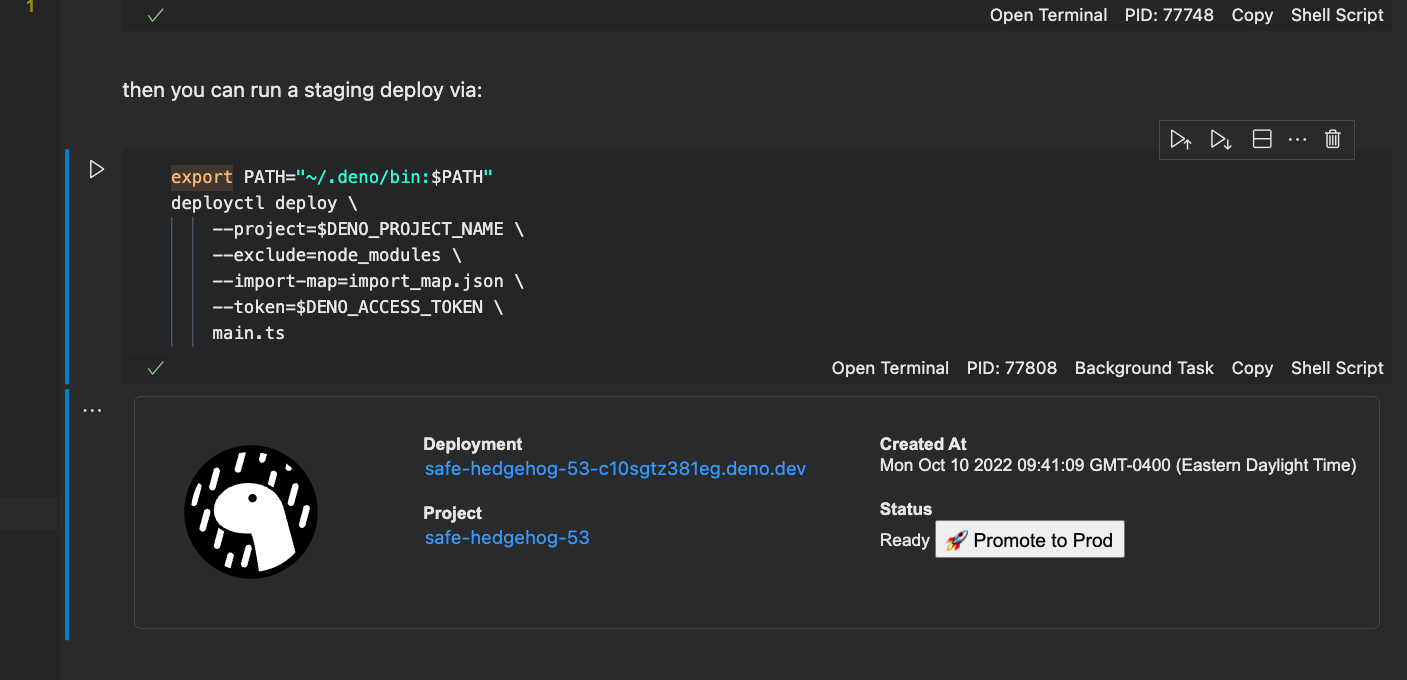 1
Open Terminal PID: 77748 Copy Shell Script
then you can run a staging deploy via:
export PATH="~/.deno/bin:$PATH"
deployctl deploy \
--project=$DENO_PROJECT_NAME \
--exclude=node_modules \
--import-map=import_map.json \
--token=$DENO_ACCESS_TOKEN \
main.ts
Open Terminal PID: 77808 Background Task Copy Shell Script
Deployment
safe-hedgehog-53-c10sgtz381eg.deno.dev
Project
safe-hedgehog-53
Created At
Mon Oct 10 2022 09:41:09 GMT-0400 (Eastern Daylight Time)
Status
Ready 🚀 Promote to Prod